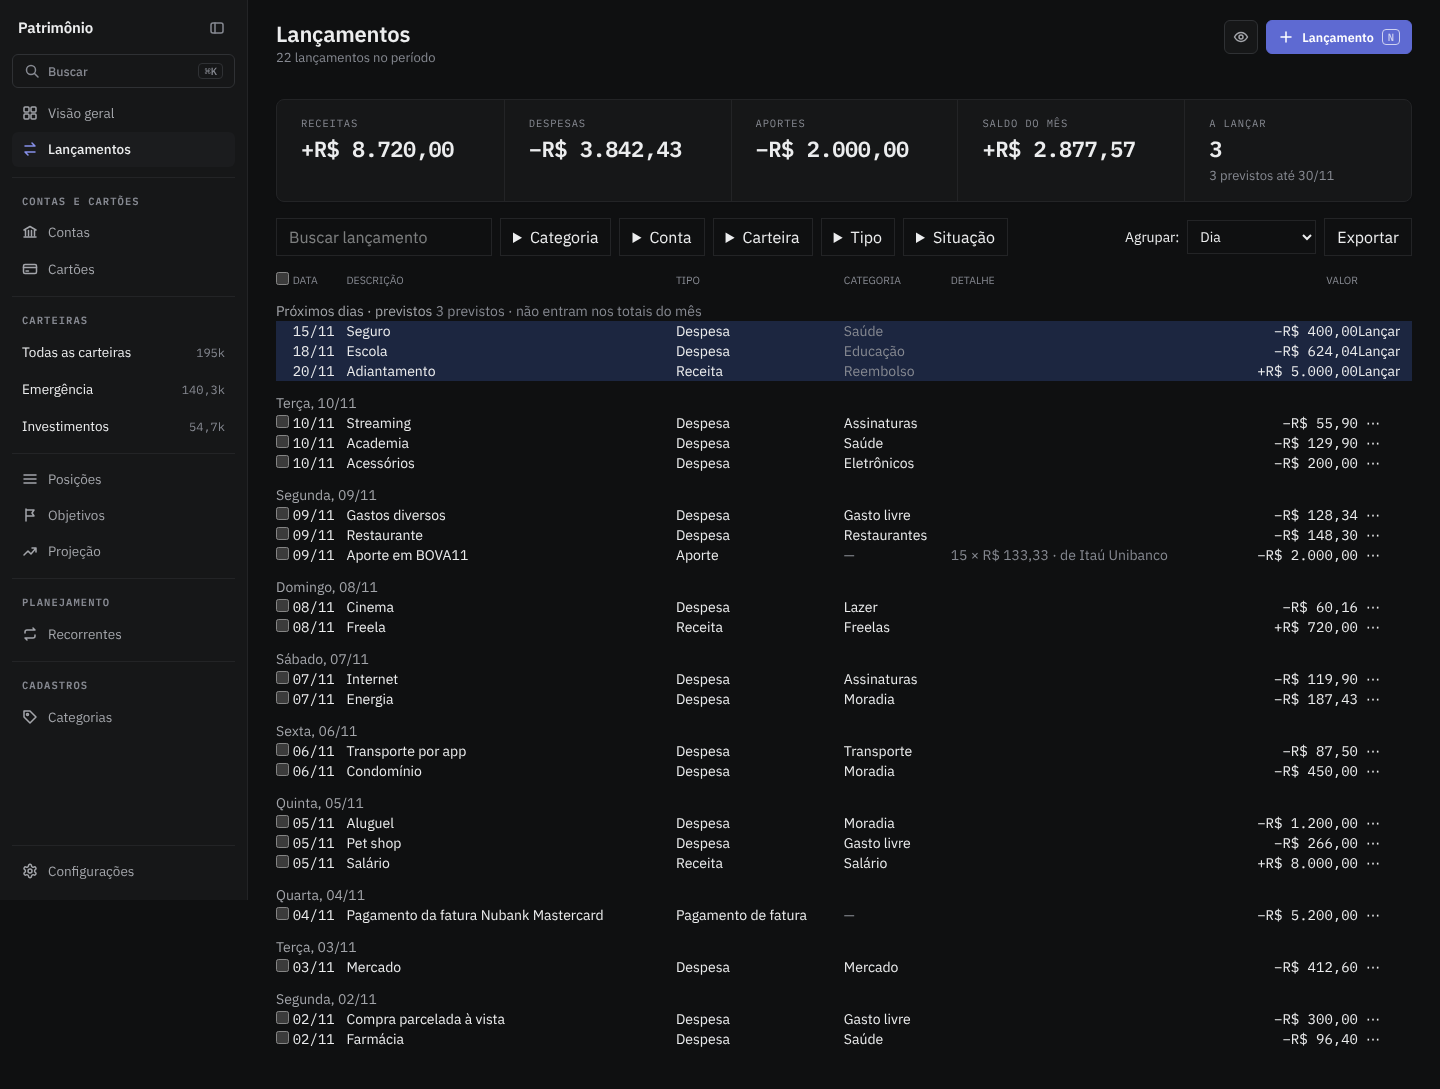 Patrimônio
Buscar ⌘K
Visão geral
Lançamentos
CONTAS E CARTÕES
Contas
Cartões
CARTEIRAS
Todas as carteiras 195k
Emergência 140,3k
Investimentos 54,7k
Posições
Objetivos
Projeção
PLANEJAMENTO
Recorrentes
CADASTROS
Categorias
Configurações
Lançamentos
22 lançamentos no período
+ Lançamento N
RECEITAS
+R$ 8.720,00
DESPESAS
−R$ 3.842,43
APORTES
−R$ 2.000,00
SALDO DO MÊS
+R$ 2.877,57
A LANÇAR
3
3 previstos até 30/11
Buscar lançamento ▶ Categoria ▶ Conta ▶ Carteira ▶ Tipo ▶ Situação Agrupar: Dia Exportar
DATA DESCRIÇÃO TIPO CATEGORIA DETALHE VALOR
Próximos dias · previstos 3 previstos · não entram nos totais do mês
15/11 Seguro Despesa Saúde −R$ 400,00Lançar
18/11 Escola Despesa Educação −R$ 624,04Lançar
20/11 Adiantamento Receita Reembolso +R$ 5.000,00Lançar
Terça, 10/11
10/11 Streaming Despesa Assinaturas −R$ 55,90 ···
10/11 Academia Despesa Saúde −R$ 129,90 ···
10/11 Acessórios Despesa Eletrônicos −R$ 200,00 ···
Segunda, 09/11
09/11 Gastos diversos Despesa Gasto livre −R$ 128,34 ···
09/11 Restaurante Despesa Restaurantes −R$ 148,30 ···
09/11 Aporte em BOVA11 Aporte — 15 × R$ 133,33 · de Itaú Unibanco −R$ 2.000,00 ···
Domingo, 08/11
08/11 Cinema Despesa Lazer −R$ 60,16 ···
08/11 Freela Receita Freelas +R$ 720,00 ···
Sábado, 07/11
07/11 Internet Despesa Assinaturas −R$ 119,90 ···
07/11 Energia Despesa Moradia −R$ 187,43 ···
Sexta, 06/11
06/11 Transporte por app Despesa Transporte −R$ 87,50 ···
06/11 Condomínio Despesa Moradia −R$ 450,00 ···
Quinta, 05/11
05/11 Aluguel Despesa Moradia −R$ 1.200,00 ···
05/11 Pet shop Despesa Gasto livre −R$ 266,00 ···
05/11 Salário Receita Salário +R$ 8.000,00 ···
Quarta, 04/11
04/11 Pagamento da fatura Nubank Mastercard Pagamento de fatura — −R$ 5.200,00 ···
Terça, 03/11
03/11 Mercado Despesa Mercado −R$ 412,60 ···
Segunda, 02/11
02/11 Compra parcelada à vista Despesa Gasto livre −R$ 300,00 ···
02/11 Farmácia Despesa Saúde −R$ 96,40 ···